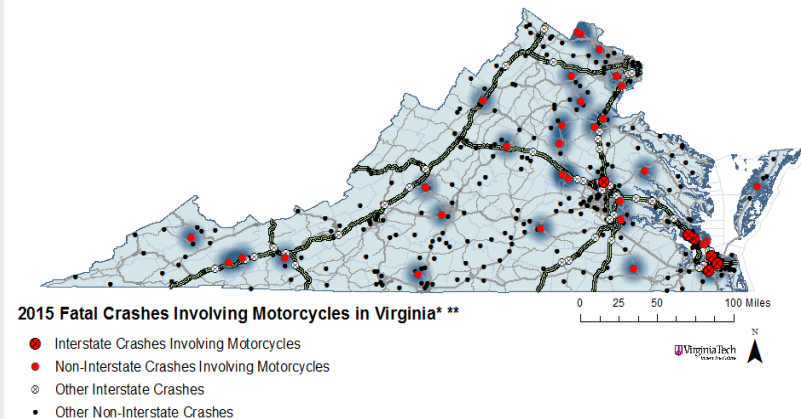 0 25 50 100 Miles
2015 Fatal Crashes Involving Motorcycles in Virginia* **
N
Interstate Crashes Involving Motorcycles
VirginiaTech
Non-Interstate Crashes Involving Motorcycles
Other Interstate Crashes
Other Non-Interstate Crashes